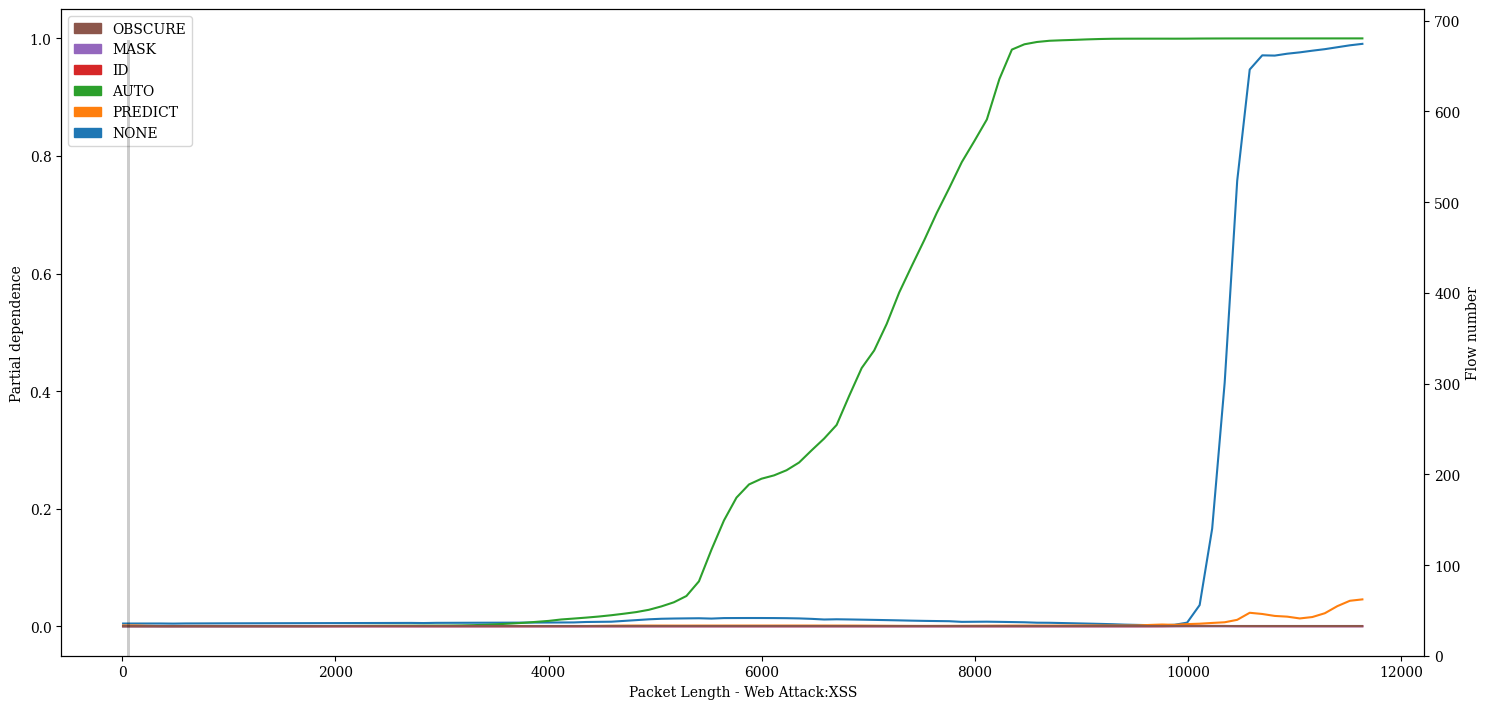 OBSCURE
MASK
ID
AUTO
PREDICT
NONE
1.0
0.8
0.6
0.4
0.2
0.0
Partial dependence
700
600
500
400
300
200
100
0
Flow number
0
2000
4000
6000
8000
10000
12000
Packet Length - Web Attack:XSS